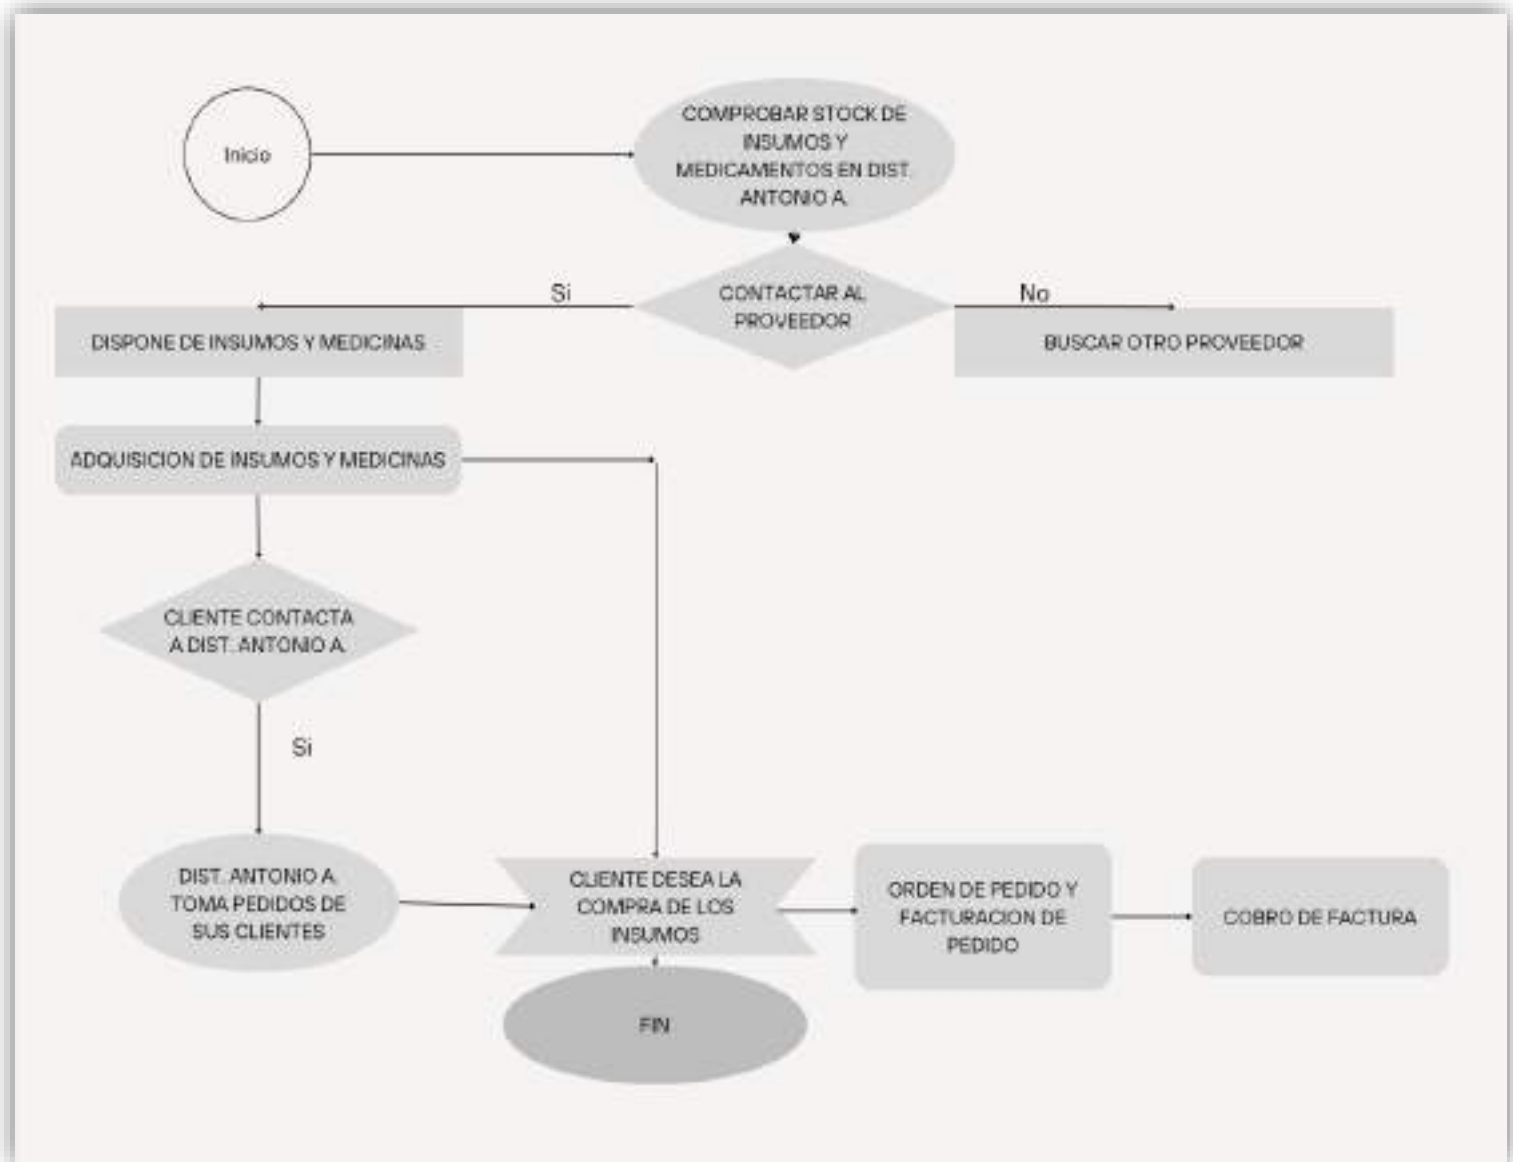 Inicio
COMPROBAR STOCK DE
INSUMOS Y
MEDICAMENTOS EN DIST.
ANTONIO A.
CONTACTAR AL
PROVEEDOR
Si
No
DISPONE DE INSUMOS Y MEDICINAS
BUSCAR OTRO PROVEEDOR
ADQUISICION DE INSUMOS Y MEDICINAS
CLIENTE CONTACTA
A DIST. ANTONIO A.
Si
DIST. ANTONIO A.
TOMA PEDIDOS DE
SUS CLIENTES
CLIENTE DESEA LA
COMPRA DE LOS
INSUMOS
ORDEN DE PEDIDO Y
FACTURACION DE
PEDIDO
COBRO DE FACTURA
FIN